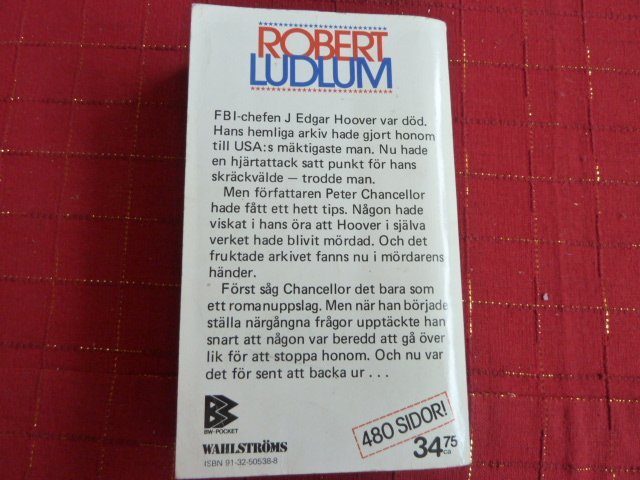 ROBERT
LUDLUM
FBI-chefen J Edgar Hoover var död.
Hans hemliga arkiv hade gjort honom
till USA:s mäktigaste man. Nu hade
en hjärtattack satt punkt för hans
skräckvälde — trodde man.
Men författaren Peter Chancellor
hade fått ett hett tips. Någon hade
viskat i hans öra att Hoover i själva
verket hade blivit mördad. Och det
fruktade arkivet fanns nu i mördarens
händer.
Först såg Chancellor det bara som
ett romanuppslag. Men när han började
ställa närgångna frågor upptäckte han
snart att någon var beredd att gå över
lik för att stoppa honom. Och nu var
det för sent att backa ur . . .
480 SIDOR!
BW-POCKET
WAHLSTRÖMS
34 75 ca
ISBN 91-32-50538-8